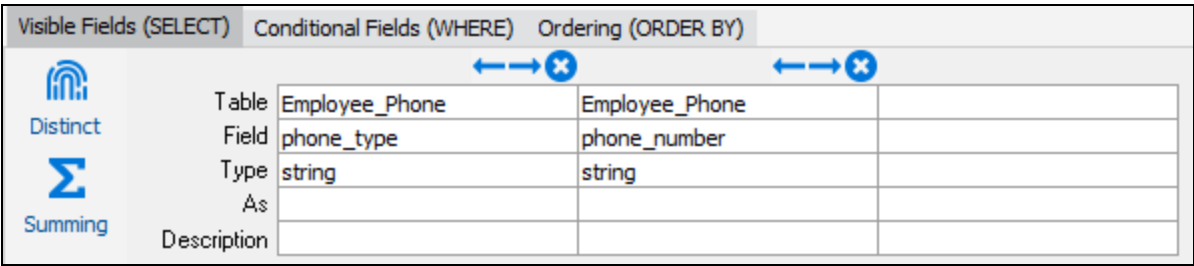 Visible Fields (SELECT) Conditional Fields (WHERE) Ordering (ORDER BY)
Distinct
Summing
Table Employee_Phone Employee_Phone
Field phone_type phone_number
Type string string
As
Description